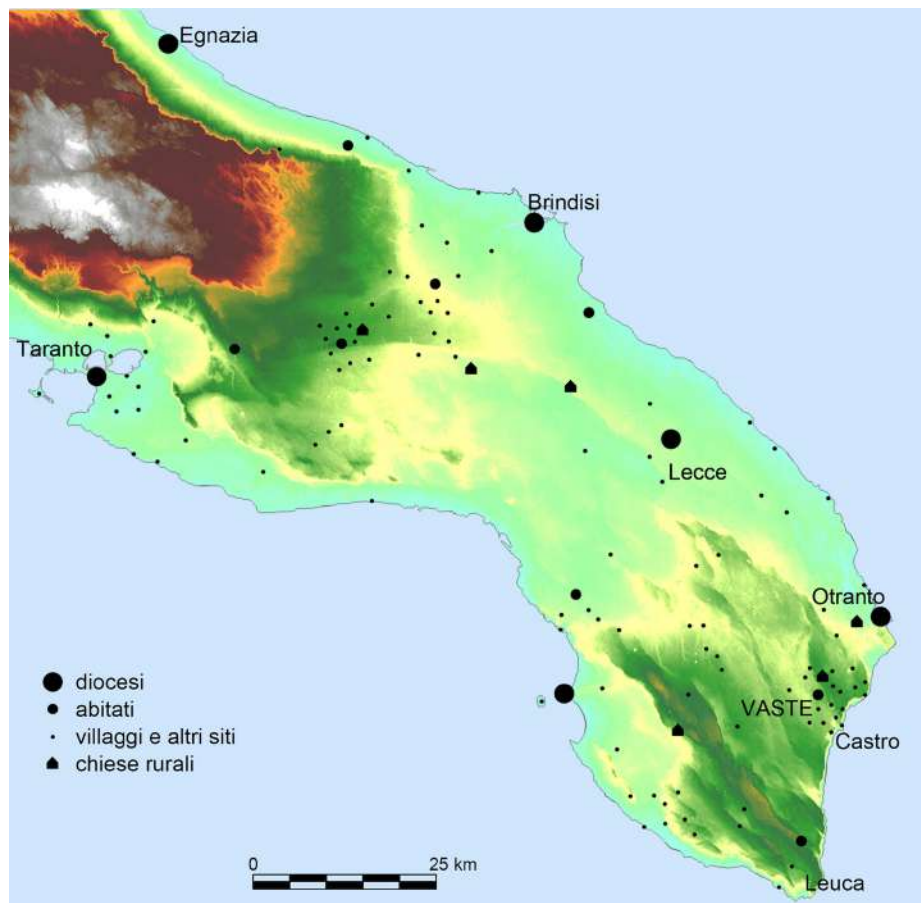 Egnazia
Brindisi
Taranto
Lecce
Otranto
VASTE
Castro
Leuca
diocesi
abitati
villaggi e altri siti
chiese rurali
0 25 km